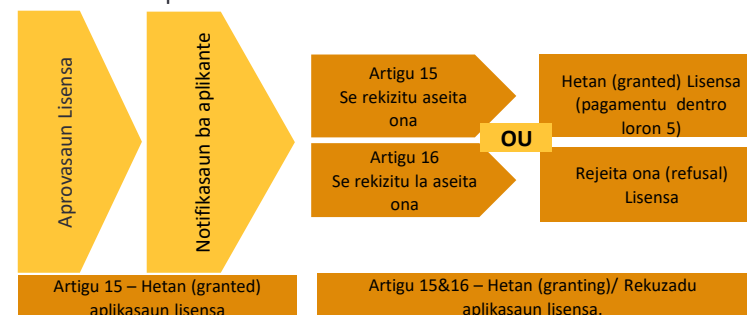 Aprovasaun Lisensa
Notifikasaun ba aplikante
Artigu 15
Se rekizitu aseita
ona
Hetan (granted) Lisensa
(pagamentu dentro
loron 5)
OU
Artigu 16
Se rekizitu la aseita
ona
Rejeita ona (refusal)
Lisensa
Artigu 15 – Hetan (granted)
aplikasaun lisensa
Artigu 15&16 – Hetan (granting)/ Rekuzadu
aplikasaun lisensa.